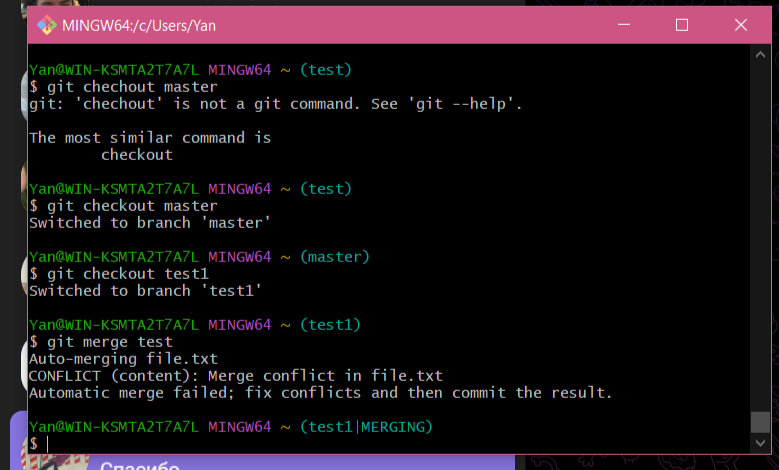 MINGW64:/c/Users/Yan
Yan@WIN-KSMTA2T7A7L MINGW64 ~ (test)
$ git chechout master
git: 'chechout' is not a git command. See 'git --help'.
The most similar command is
checkout
Yan@WIN-KSMTA2T7A7L MINGW64 ~ (test)
$ git checkout master
Switched to branch 'master'
Yan@WIN-KSMTA2T7A7L MINGW64 ~ (master)
$ git checkout test1
Switched to branch 'test1'
Yan@WIN-KSMTA2T7A7L MINGW64 ~ (test1)
$ git merge test
Auto-merging file.txt
CONFLICT (content): Merge conflict in file.txt
Automatic merge failed; fix conflicts and then commit the result.
Yan@WIN-KSMTA2T7A7L MINGW64 ~ (test1|MERGING)
$
Спасибо